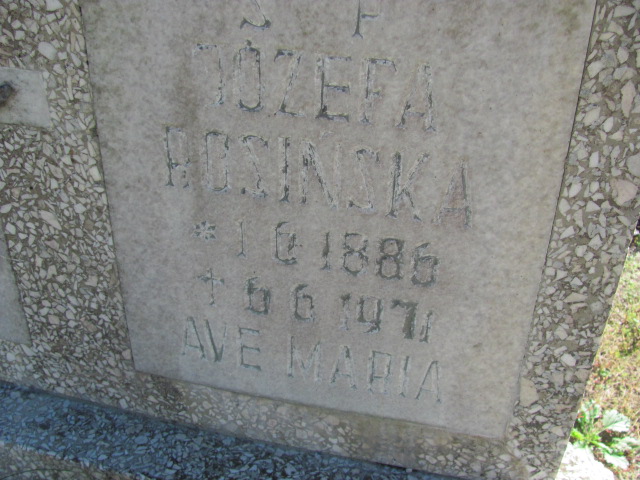 Ś P
JÓZEFA
ROSIŃSKA
* 1 6 1886
† 6 6 1971
AVE MARIA